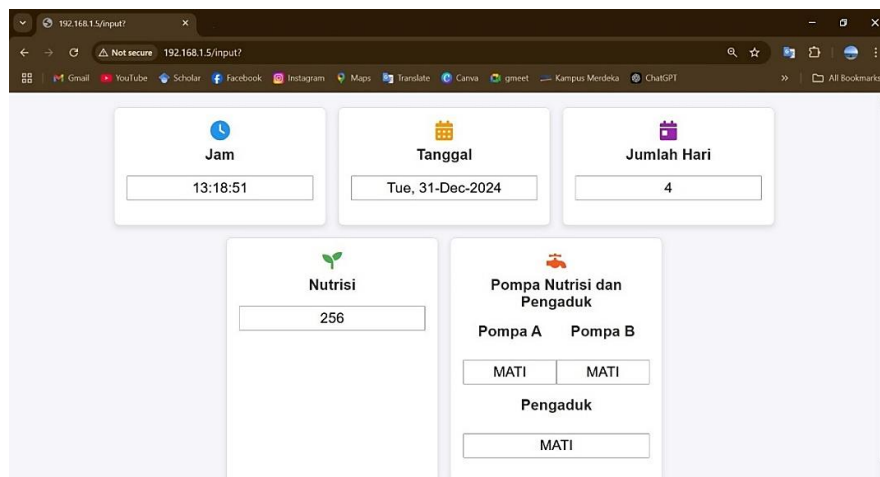 192.168.1.5/input?
Not secure 192.168.1.5/input?
Gmail YouTube Scholar Facebook Instagram Maps Translate Canva gmeet Kampus Merdeka ChatGPT » All Bookmarks
Jam Tanggal Jumlah Hari
13:18:51 Tue, 31-Dec-2024 4
Nutrisi
256
Pompa Nutrisi dan
Pengaduk
Pompa A Pompa B
MATI MATI
Pengaduk
MATI